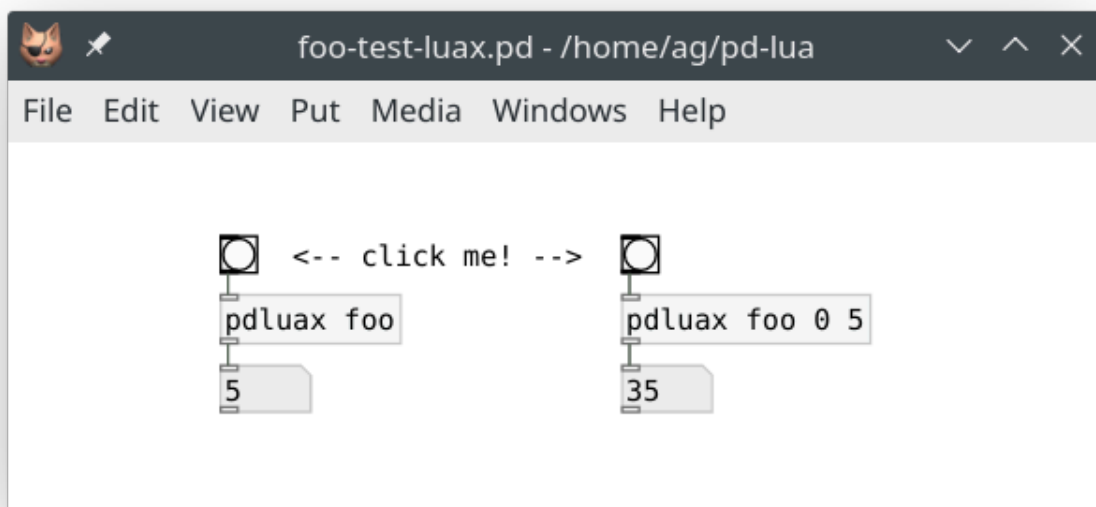 foo-test-luax.pd - /home/ag/pd-lua
File Edit View Put Media Windows Help
<-- click me! -->
pdluax foo pdluax foo 0 5
5 35